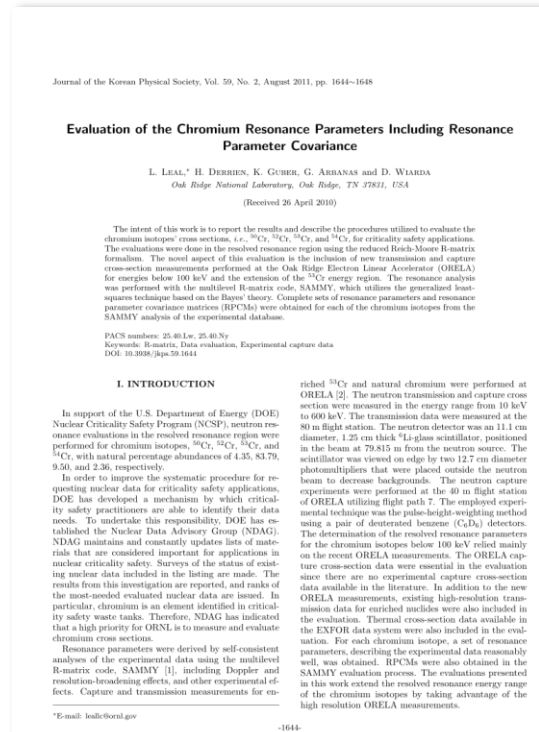 Journal of the Korean Physical Society, Vol. 59, No. 2, August 2011, pp. 1644∼1648
Evaluation of the Chromium Resonance Parameters Including Resonance
Parameter Covariance
L. Leal,* H. Derrien, K. Guber, G. Arbanas and D. Wiarda
Oak Ridge National Laboratory, Oak Ridge, TN 37831, USA
(Received 26 April 2010)
The intent of this work is to report the results and describe the procedures utilized to evaluate the
chromium isotopes' cross sections, i.e., ⁵⁰Cr, ⁵²Cr, ⁵³Cr, and ⁵⁴Cr, for criticality safety applications.
The evaluations were done in the resolved resonance region using the reduced Reich-Moore R-matrix
formalism. The novel aspect of this evaluation is the inclusion of new transmission and capture
cross-section measurements performed at the Oak Ridge Electron Linear Accelerator (ORELA)
for energies below 100 keV and the extension of the ⁵³Cr energy region. The resonance analysis
was performed with the multilevel R-matrix code, SAMMY, which utilizes the generalized least-
squares technique based on the Bayes' theory. Complete sets of resonance parameters and resonance
parameter covariance matrices (RPCMs) were obtained for each of the chromium isotopes from the
SAMMY analysis of the experimental database.
PACS numbers: 25.40.Lw, 25.40.Ny
Keywords: R-matrix, Data evaluation, Experimental capture data
DOI: 10.3938/jkps.59.1644
I. INTRODUCTION
In support of the U.S. Department of Energy (DOE)
Nuclear Criticality Safety Program (NCSP), neutron res-
onance evaluations in the resolved resonance region were
performed for chromium isotopes, ⁵⁰Cr, ⁵²Cr, ⁵³Cr, and
⁵⁴Cr, with natural percentage abundances of 4.35, 83.79,
9.50, and 2.36, respectively.
In order to improve the systematic procedure for re-
questing nuclear data for criticality safety applications,
DOE has developed a mechanism by which critical-
ity safety practitioners are able to identify their data
needs. To undertake this responsibility, DOE has es-
tablished the Nuclear Data Advisory Group (NDAG).
NDAG maintains and constantly updates lists of mate-
rials that are considered important for applications in
nuclear criticality safety. Surveys of the status of exist-
ing nuclear data included in the listing are made. The
results from this investigation are reported, and ranks of
the most-needed evaluated nuclear data are issued. In
particular, chromium is an element identified in critical-
ity safety waste tanks. Therefore, NDAG has indicated
that a high priority for ORNL is to measure and evaluate
chromium cross sections.
Resonance parameters were derived by self-consistent
analyses of the experimental data using the multilevel
R-matrix code, SAMMY [1], including Doppler and
resolution-broadening effects, and other experimental ef-
fects. Capture and transmission measurements for en-
*E-mail: leallc@ornl.gov
riched ⁵³Cr and natural chromium were performed at
ORELA [2]. The neutron transmission and capture cross
section were measured in the energy range from 10 keV
to 600 keV. The transmission data were measured at the
80 m flight station. The neutron detector was an 11.1 cm
diameter, 1.25 cm thick ⁶Li-glass scintillator, positioned
in the beam at 79.815 m from the neutron source. The
scintillator was viewed on edge by two 12.7 cm diameter
photomultipliers that were placed outside the neutron
beam to decrease backgrounds. The neutron capture
experiments were performed at the 40 m flight station
of ORELA utilizing flight path 7. The employed experi-
mental technique was the pulse-height-weighting method
using a pair of deuterated benzene (C₆D₆) detectors.
The determination of the resolved resonance parameters
for the chromium isotopes below 100 keV relied mainly
on the recent ORELA measurements. The ORELA cap-
ture cross-section data were essential in the evaluation
since there are no experimental capture cross-section
data available in the literature. In addition to the new
ORELA measurements, existing high-resolution trans-
mission data for enriched nuclides were also included in
the evaluation. Thermal cross-section data available in
the EXFOR data system were also included in the eval-
uation. For each chromium isotope, a set of resonance
parameters, describing the experimental data reasonably
well, was obtained. RPCMs were also obtained in the
SAMMY evaluation process. The evaluations presented
in this work extend the resolved resonance energy range
of the chromium isotopes by taking advantage of the
high resolution ORELA measurements.
-1644-